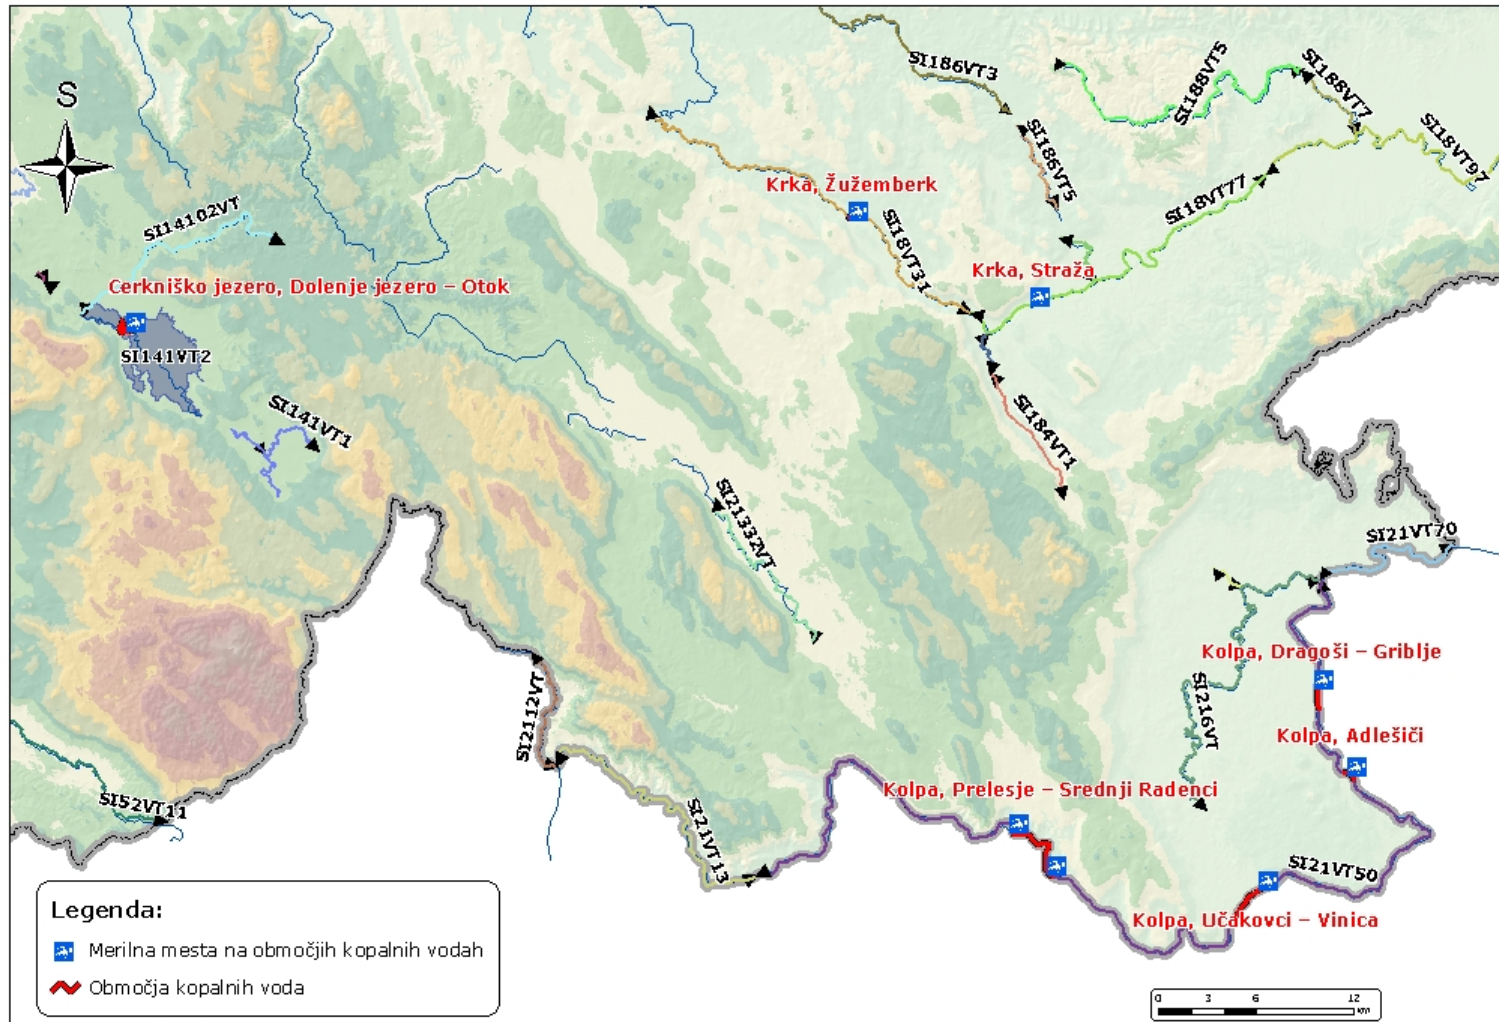 S
SI186VT3
SI188VT5
SI188VT7
SI186VT5
SI18VT97
Krka, Žužemberk
SI18VT77
SI14102VT
SI18VT31
Krka, Straža
Cerkniško jezero, Dolenje jezero – Otok
SI141VT2
SI141VT1
SI184VT1
SI21332VT
SI21VT70
Kolpa, Dragoši – Griblje
SI216VT
SI2112VT
Kolpa, Adlešiči
Kolpa, Prelesje – Srednji Radenci
SI52VT11
SI21VT13
SI21VT50
Kolpa, Učakovci – Vinica
Legenda:
Merilna mesta na območjih kopalnih vodah
Območja kopalnih voda
0 3 6 12
km